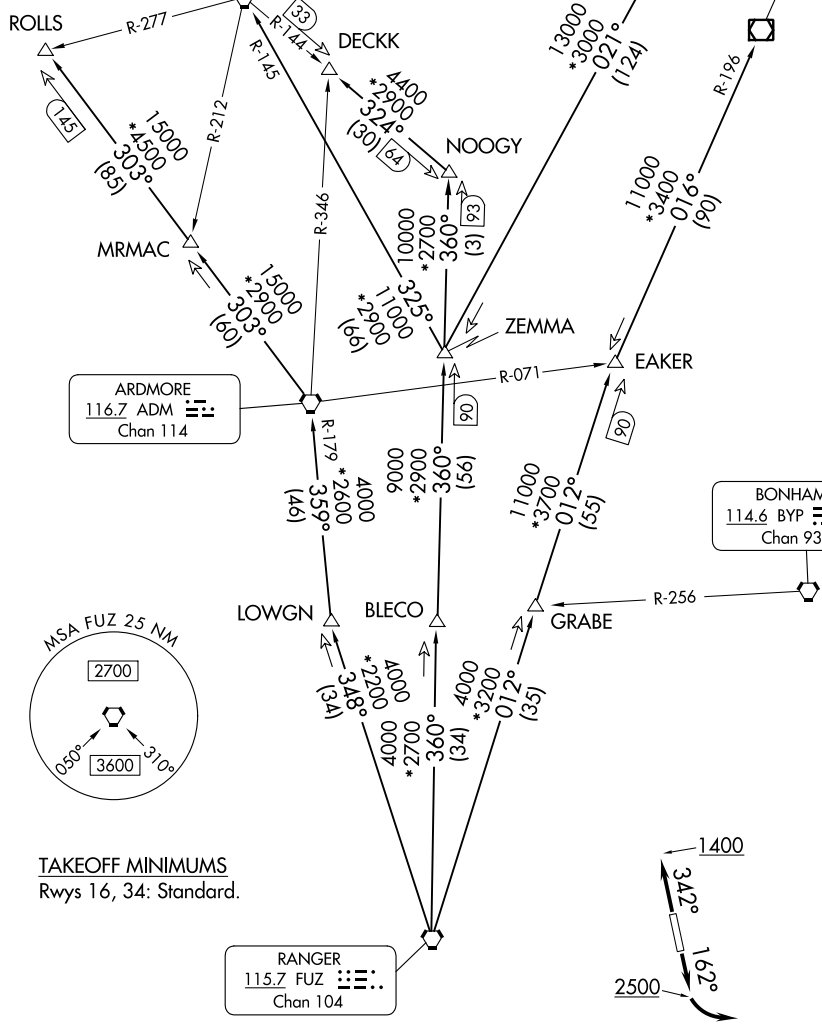 ROLLS
R-277
33
R-144
DECKK
R-145
13000
*3000
021°
(124)
R-196
145
15000
*4500
303°
(85)
R-212
4400
*2900
324°
(30)
64
NOOGY
93
R-346
10000
*2700
360°
(3)
11000
*3400
016°
(90)
MRMAC
15000
*2900
303°
(60)
325°
11000
*2900
(66)
ZEMMA
EAKER
R-071
ARDMORE
116.7 ADM
Chan 114
90
90
R-179
4000
*2600
359°
(46)
9000
*2900
360°
(56)
11000
*3700
012°
(55)
BONHAM
114.6 BYP
Chan 93
LOWGN
BLECO
GRABE
R-256
MSA FUZ 25 NM
2700
050°
310°
3600
4000
*2200
348°
(34)
4000
4000
*2700
360°
(34)
4000
*3200
012°
(35)
TAKEOFF MINIMUMS
Rwys 16, 34: Standard.
1400
342°
162°
2500
RANGER
115.7 FUZ
Chan 104